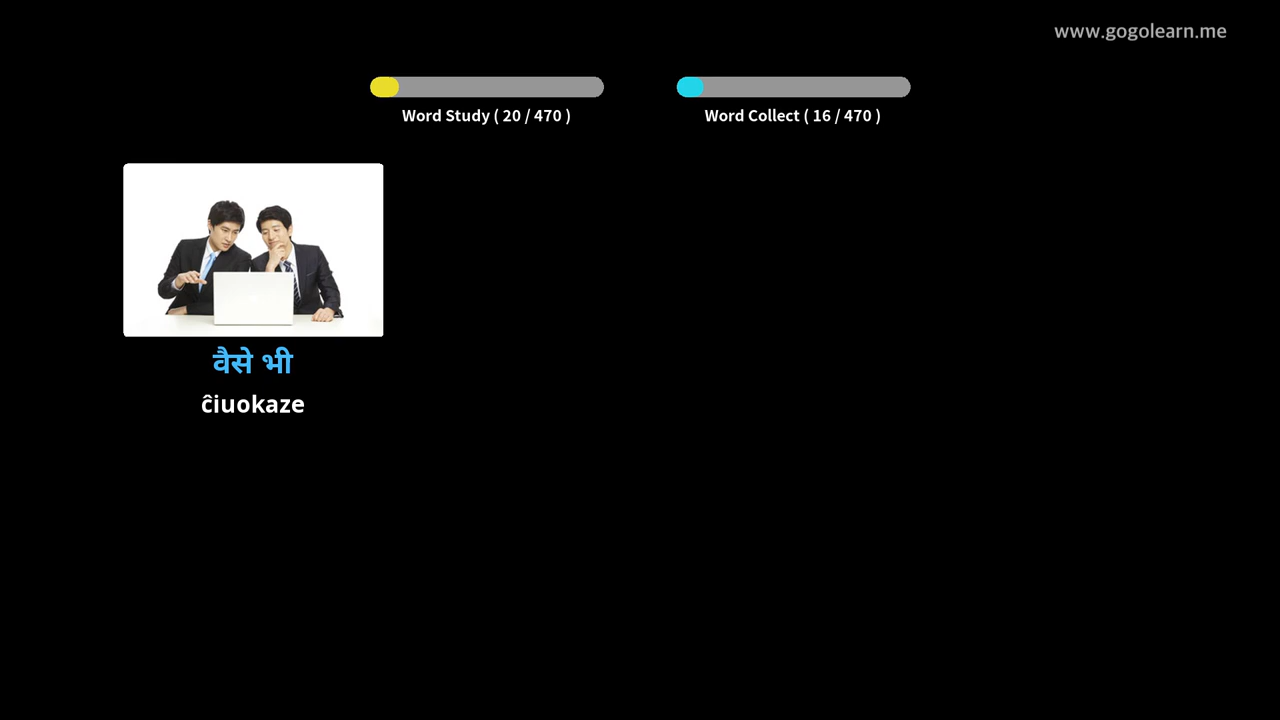 www.gogolearn.me
Word Study ( 20 / 470 )
Word Collect ( 16 / 470 )
वैसे भी
ĉiuokaze